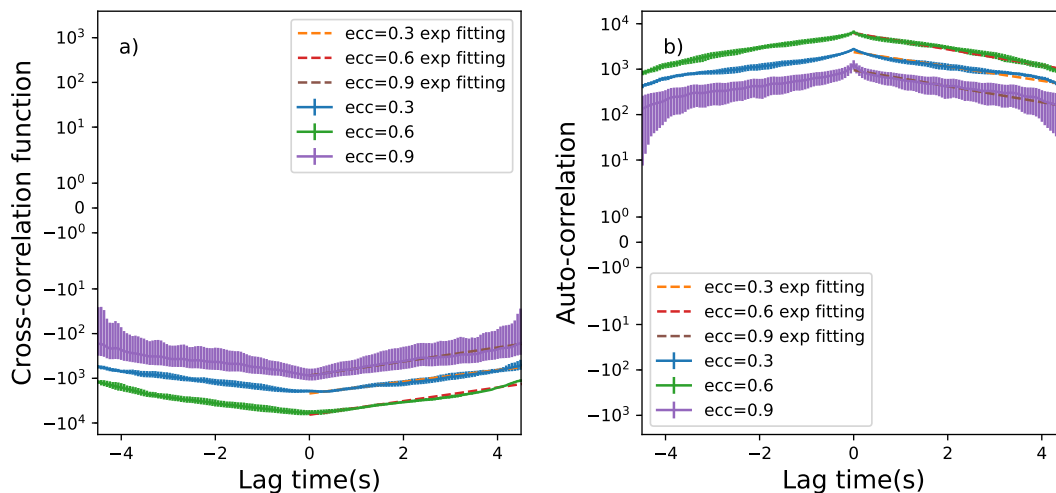 a)
ecc=0.3 exp fitting
ecc=0.6 exp fitting
ecc=0.9 exp fitting
ecc=0.3
ecc=0.6
ecc=0.9
Cross-correlation function
10³
10²
10¹
10⁰
0
−10⁰
−10¹
−10²
−10³
−10⁴
−4
−2
0
2
4
Lag time(s)
b)
ecc=0.3 exp fitting
ecc=0.6 exp fitting
ecc=0.9 exp fitting
ecc=0.3
ecc=0.6
ecc=0.9
Auto-correlation
10⁴
10³
10²
10¹
10⁰
0
−10⁰
−10¹
−10²
−10³
−4
−2
0
2
4
Lag time(s)